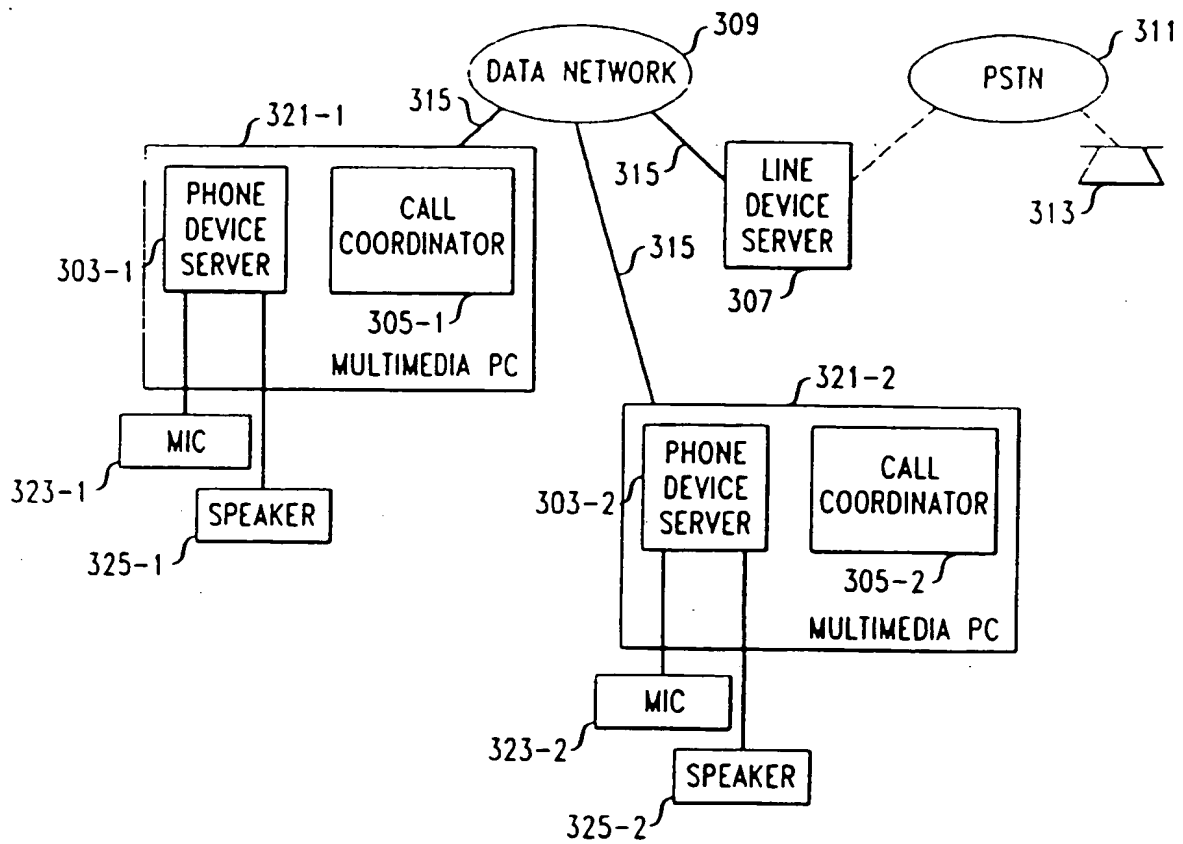 309
311
DATA NETWORK
PSTN
315
321-1
PHONE
DEVICE
SERVER
CALL
COORDINATOR
315
LINE
DEVICE
SERVER
313
303-1
315
307
305-1
MULTIMEDIA PC
321-2
MIC
323-1
PHONE
DEVICE
SERVER
CALL
COORDINATOR
303-2
SPEAKER
325-1
305-2
MULTIMEDIA PC
MIC
323-2
SPEAKER
325-2